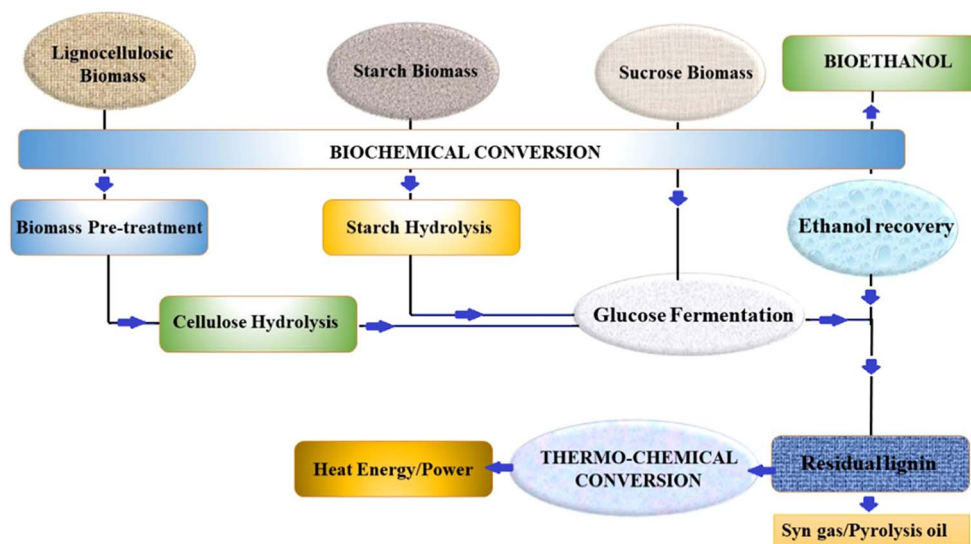 Lignocellulosic
Biomass
Starch Biomass
Sucrose Biomass
BIOETHANOL
BIOCHEMICAL CONVERSION
Biomass Pre-treatment
Starch Hydrolysis
Ethanol recovery
Cellulose Hydrolysis
Glucose Fermentation
Heat Energy/Power
THERMO-CHEMICAL
CONVERSION
Residual lignin
Syn gas/Pyrolysis oil